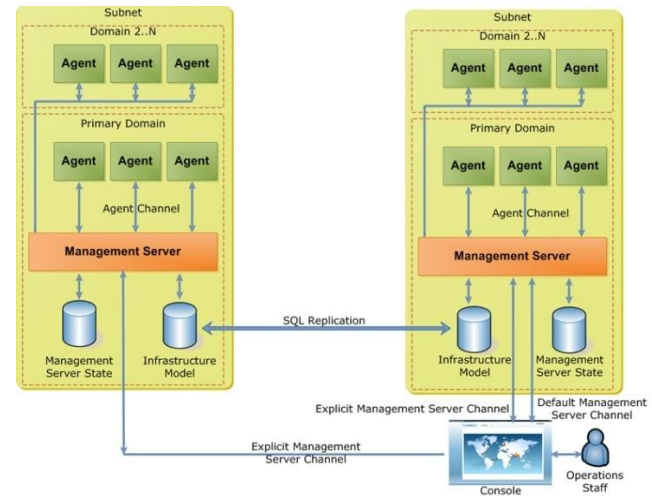 Subnet
Domain 2..N
Agent
Agent
Agent
Primary Domain
Agent
Agent
Agent
Agent Channel
Management Server
Management
Server State
Infrastructure
Model
SQL Replication
Subnet
Domain 2..N
Agent
Agent
Agent
Primary Domain
Agent
Agent
Agent
Agent Channel
Management Server
Infrastructure
Model
Management
Server State
Explicit Management Server Channel
Default Management
Server Channel
Explicit Management
Server Channel
Console
Operations
Staff